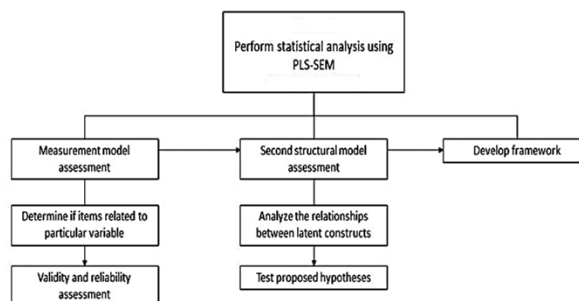 Perform statistical analysis using
PLS-SEM
Measurement model
assessment
Second structural model
assessment
Develop framework
Determine if items related to
particular variable
Analyze the relationships
between latent constructs
Validity and reliability
assessment
Test proposed hypotheses